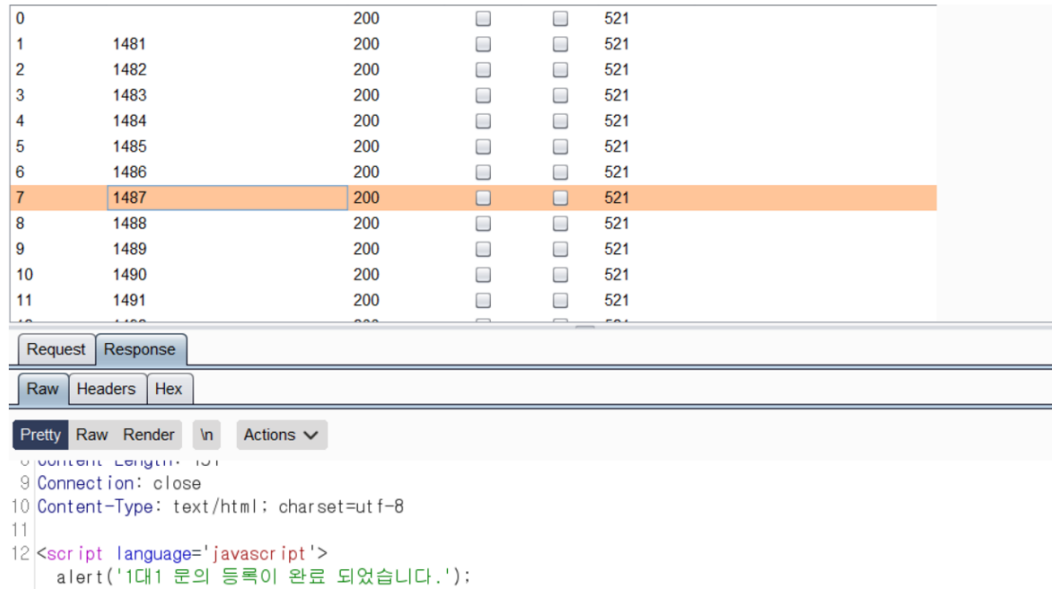 0 200 521
1 1481 200 521
2 1482 200 521
3 1483 200 521
4 1484 200 521
5 1485 200 521
6 1486 200 521
7 1487 200 521
8 1488 200 521
9 1489 200 521
10 1490 200 521
11 1491 200 521
Request Response
Raw Headers Hex
Pretty Raw Render \n Actions
Content-Length:
9 Connection: close
10 Content-Type: text/html; charset=utf-8
11
12 <script language='javascript'>
alert('1대1 문의 등록이 완료 되었습니다.');